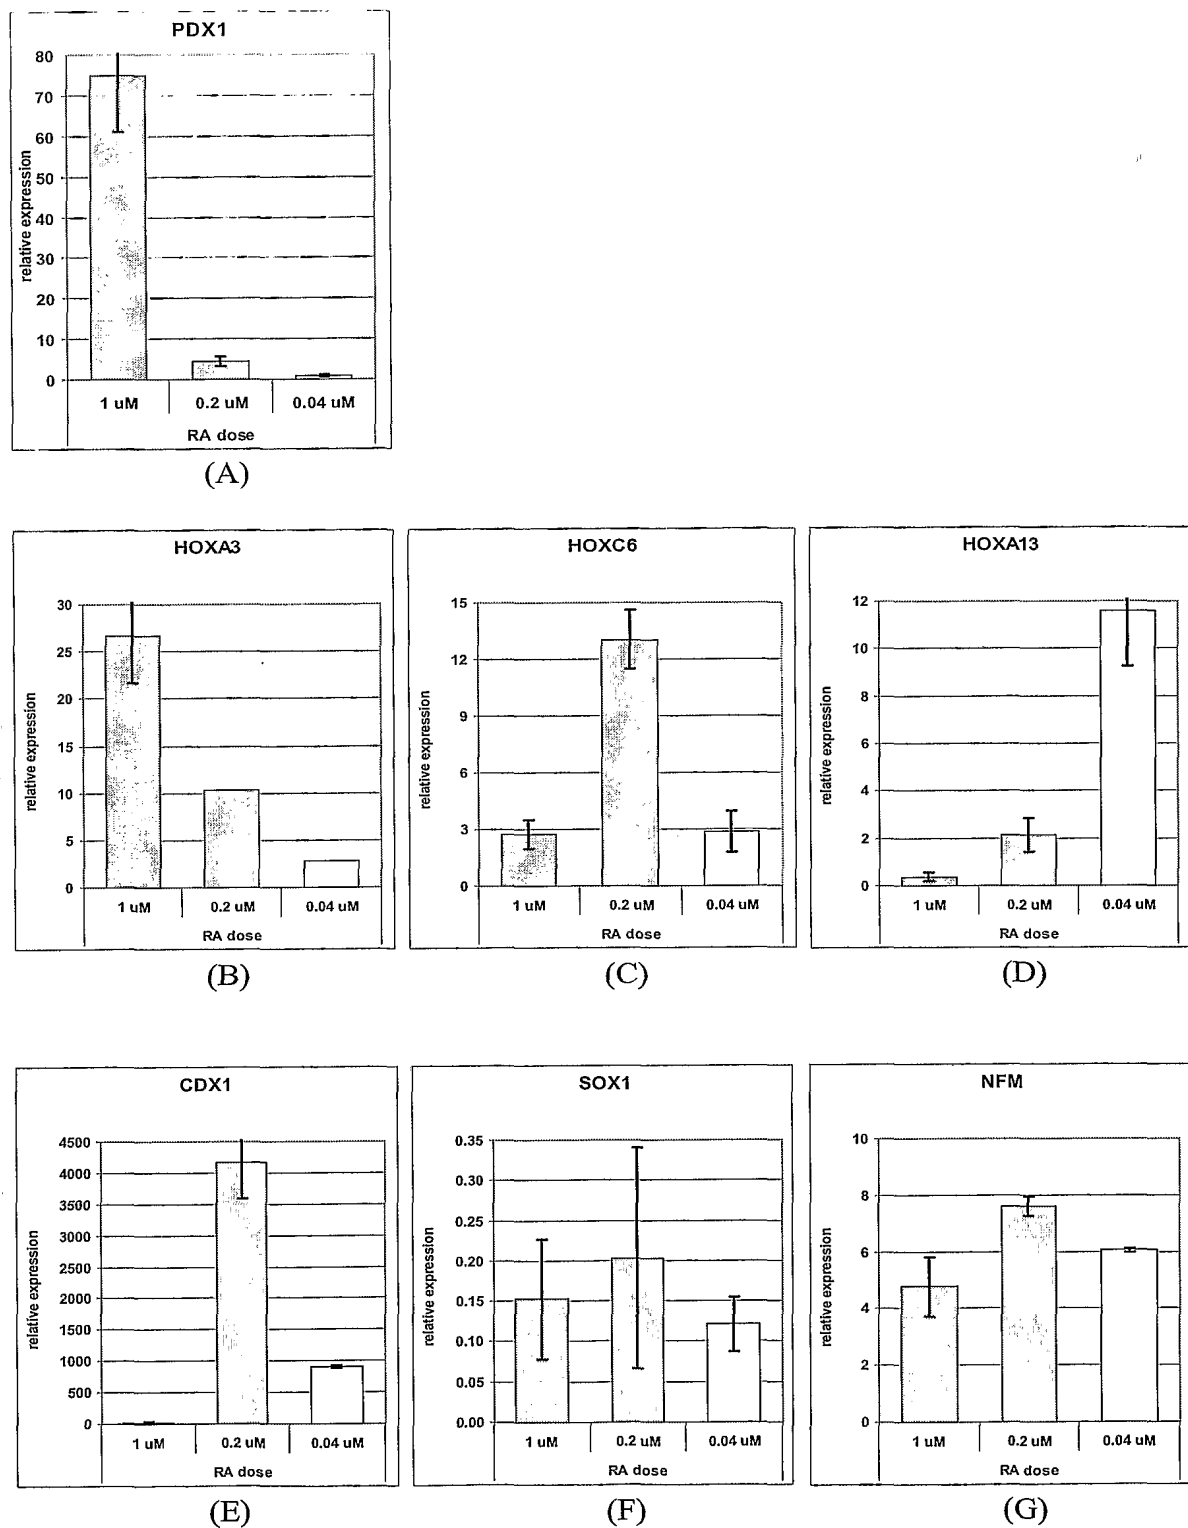 PDX1
80
70
60
50
40
30
20
10
0
relative expression
1 uM 0.2 uM 0.04 uM
RA dose
(A)
HOXA3
30
25
20
15
10
5
0
relative expression
1 uM 0.2 uM 0.04 uM
RA dose
(B)
HOXC6
15
12
9
6
3
0
relative expression
1 uM 0.2 uM 0.04 uM
RA dose
(C)
HOXA13
12
10
8
6
4
2
0
relative expression
1 uM 0.2 uM 0.04 uM
RA dose
(D)
CDX1
4500
4000
3500
3000
2500
2000
1500
1000
500
0
relative expression
1 uM 0.2 uM 0.04 uM
RA dose
(E)
SOX1
0.35
0.30
0.25
0.20
0.15
0.10
0.05
0.00
relative expression
1 uM 0.2 uM 0.04 uM
RA dose
(F)
NFM
10
8
6
4
2
0
relative expression
1 uM 0.2 uM 0.04 uM
RA dose
(G)